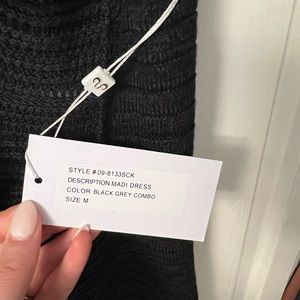 STYLE # 09-8133SCK
DESCRIPTION:MADI DRESS
COLOR: BLACK GREY COMBO
SIZE: M